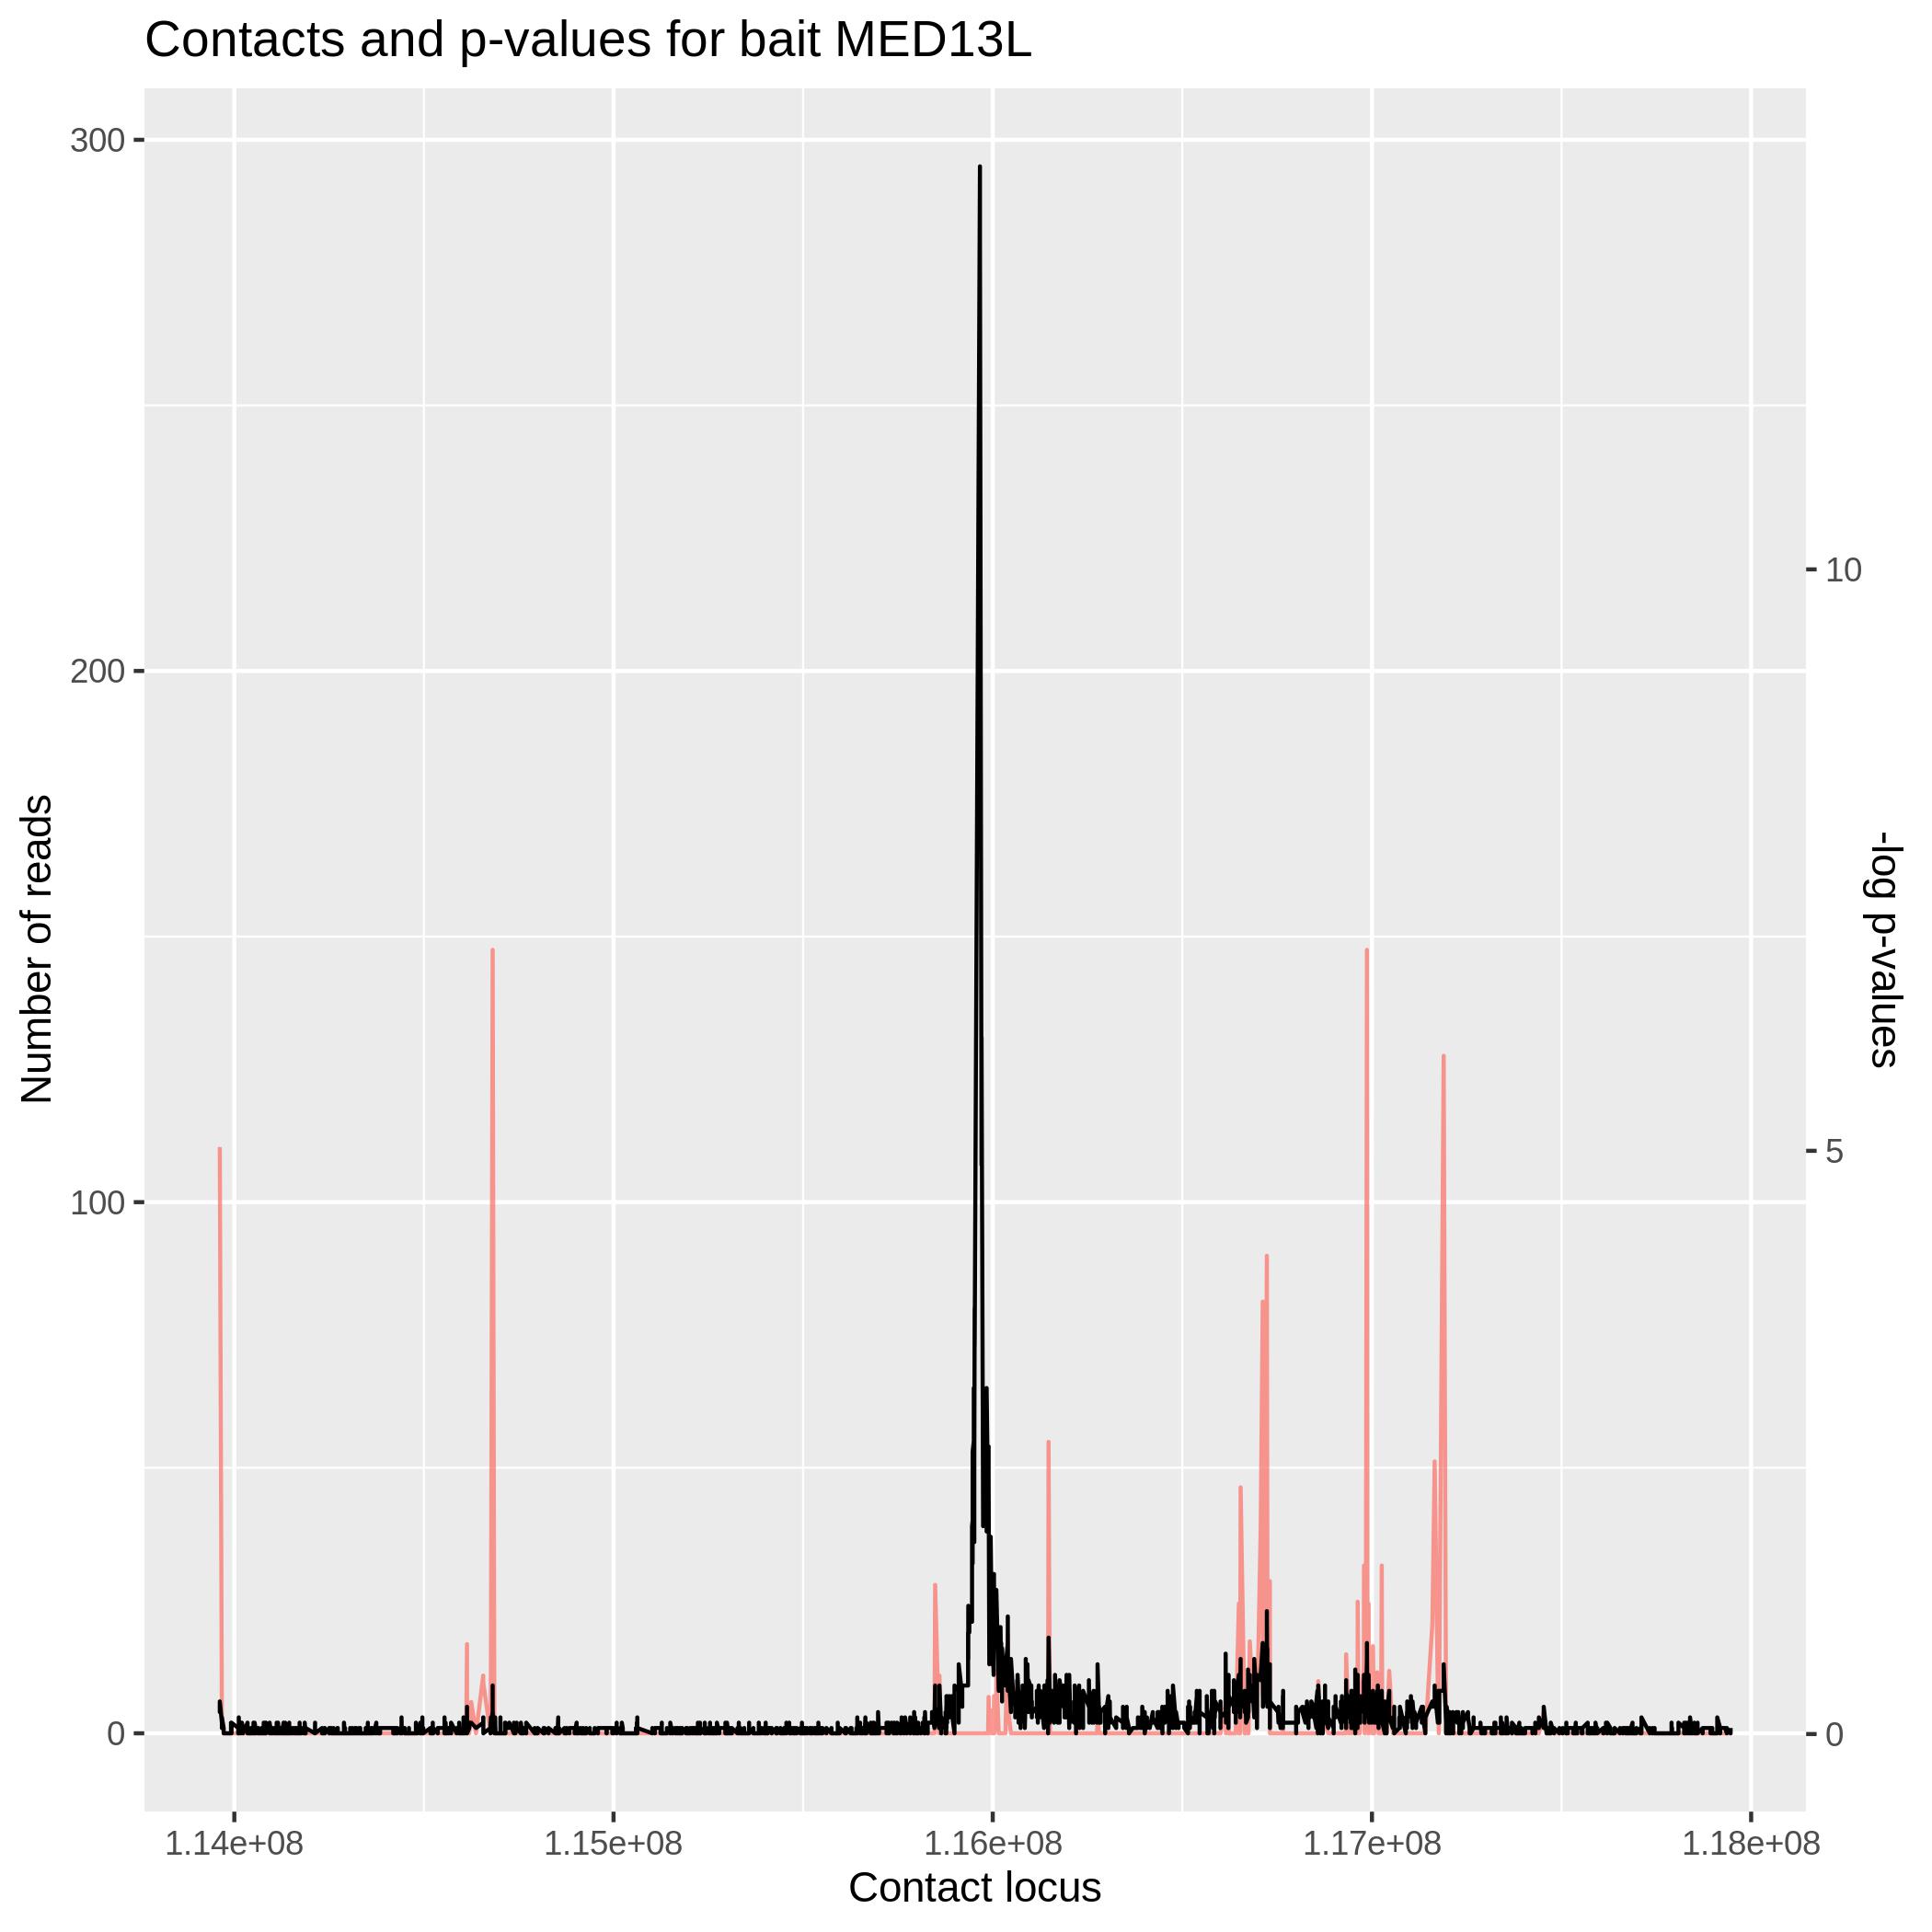 Contacts and p-values for bait MED13L
300
200
100
0
Number of reads
10
5
0
-log p-values
1.14e+08
1.15e+08
1.16e+08
1.17e+08
1.18e+08
Contact locus